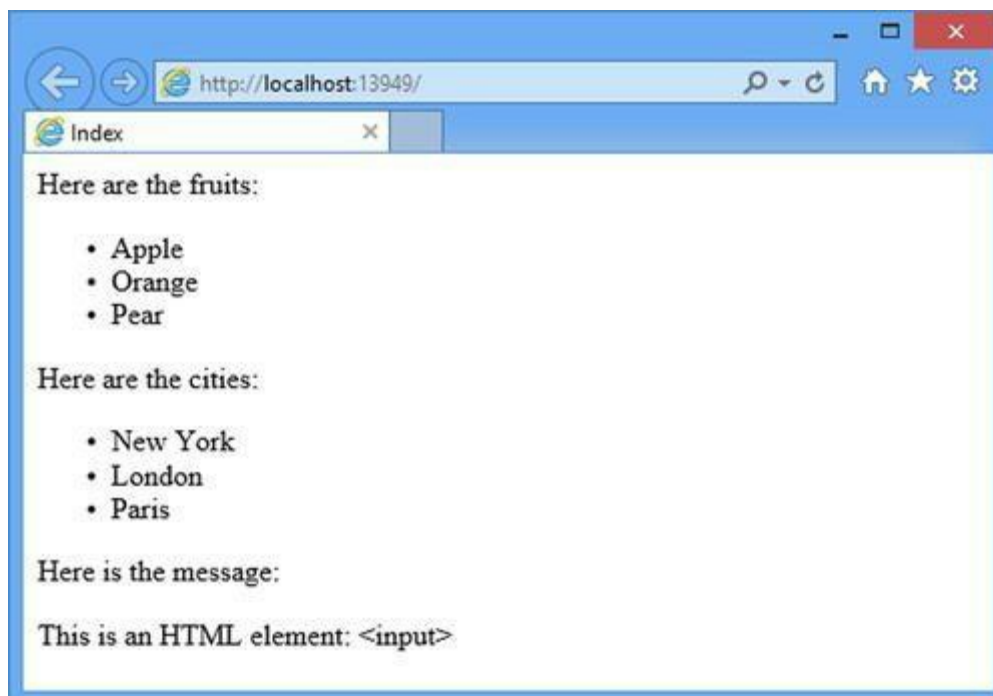 http://localhost:13949/
Index
Here are the fruits:
• Apple
• Orange
• Pear
Here are the cities:
• New York
• London
• Paris
Here is the message:
This is an HTML element: <input>